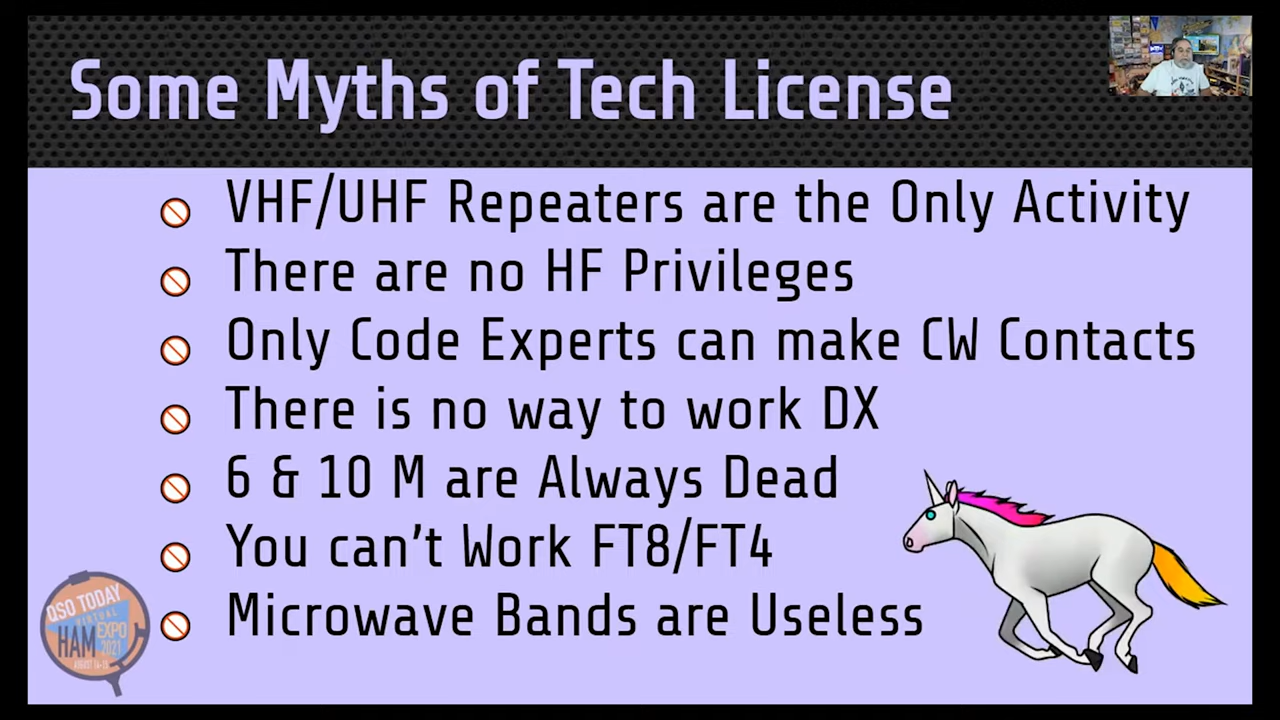 Some Myths of Tech License
VHF/UHF Repeaters are the Only Activity
There are no HF Privileges
Only Code Experts can make CW Contacts
There is no way to work DX
6 & 10 M are Always Dead
You can't Work FT8/FT4
Microwave Bands are Useless
QSO TODAY
VIRTUAL
HAM EXPO
2021